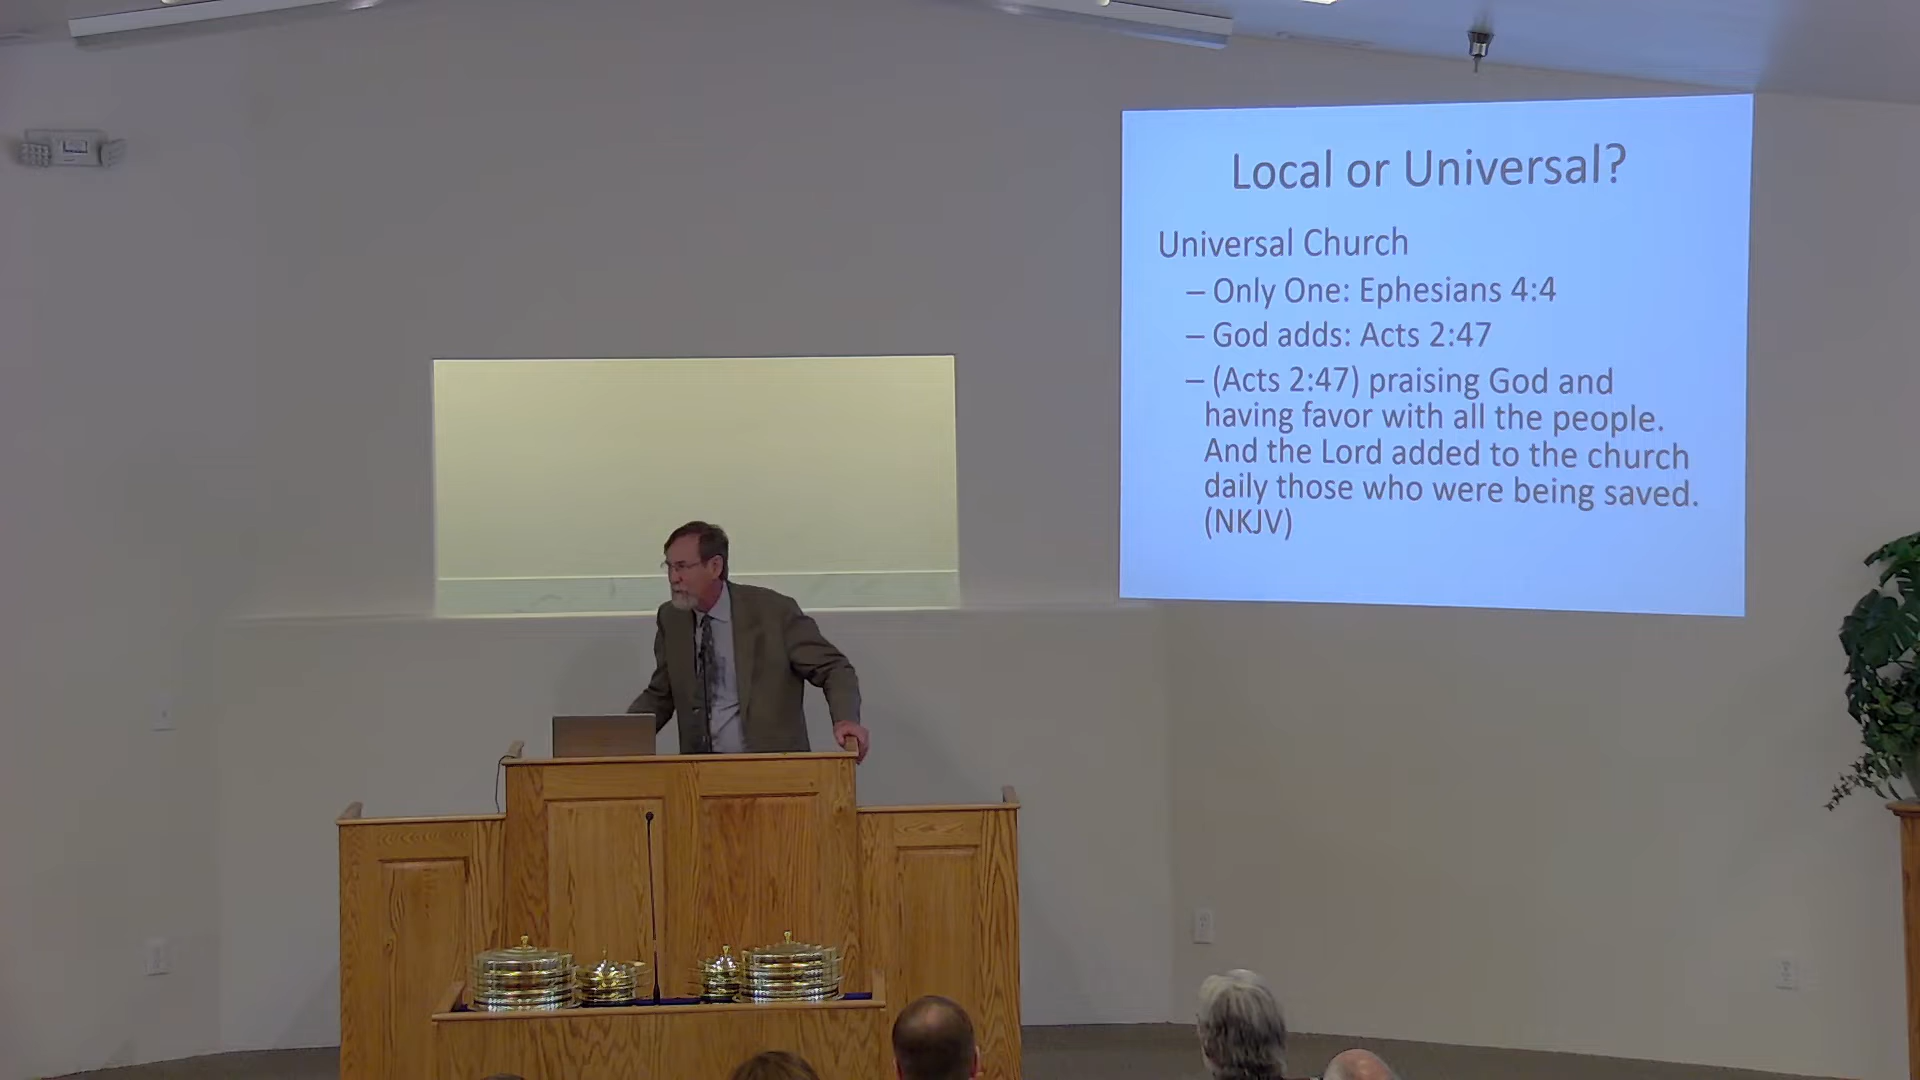 Local or Universal?
Universal Church
– Only One: Ephesians 4:4
– God adds: Acts 2:47
– (Acts 2:47) praising God and
having favor with all the people.
And the Lord added to the church
daily those who were being saved.
(NKJV)